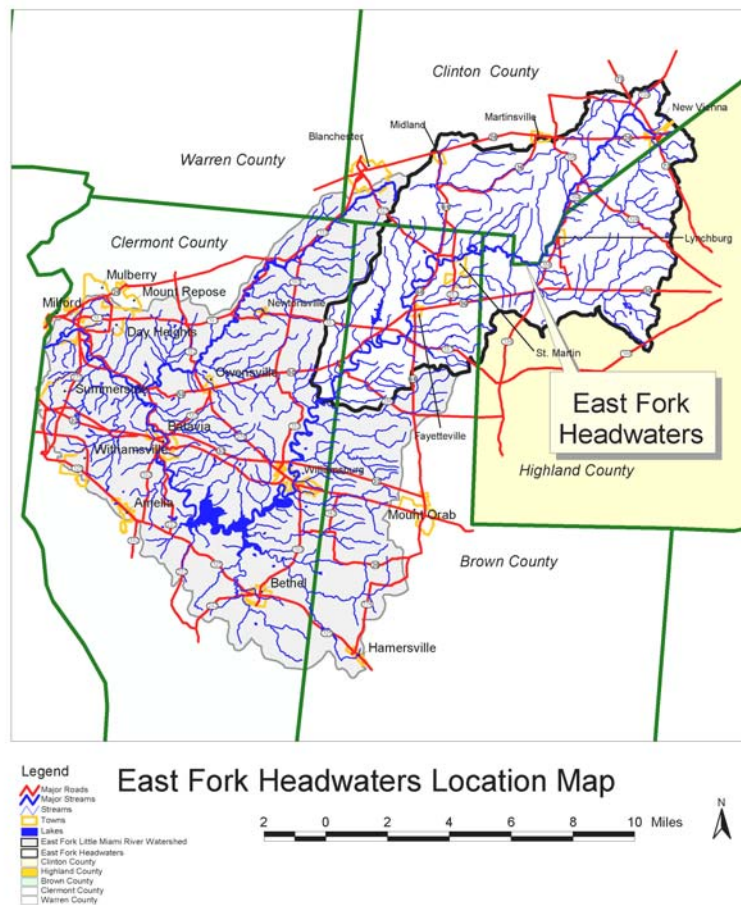 Clinton County
New Vienna
Martinsville
Midland
Blanchester
Warren County
Lynchburg
Clermont County
Mulberry
Mount Repose
Milford
Newtonsville
Day Heights
St. Martin
Owensville
Summerside
East Fork
Headwaters
Batavia
Fayetteville
Withamsville
Highland County
Williamsburg
Amelia
Mount Orab
Brown County
Bethel
Hamersville
Legend
Major Roads
Major Streams
Streams
Towns
Lakes
East Fork Little Miami River Watershed
East Fork Headwaters
Clinton County
Highland County
Brown County
Clermont County
Warren County
East Fork Headwaters Location Map
2 0 2 4 6 8 10 Miles
N